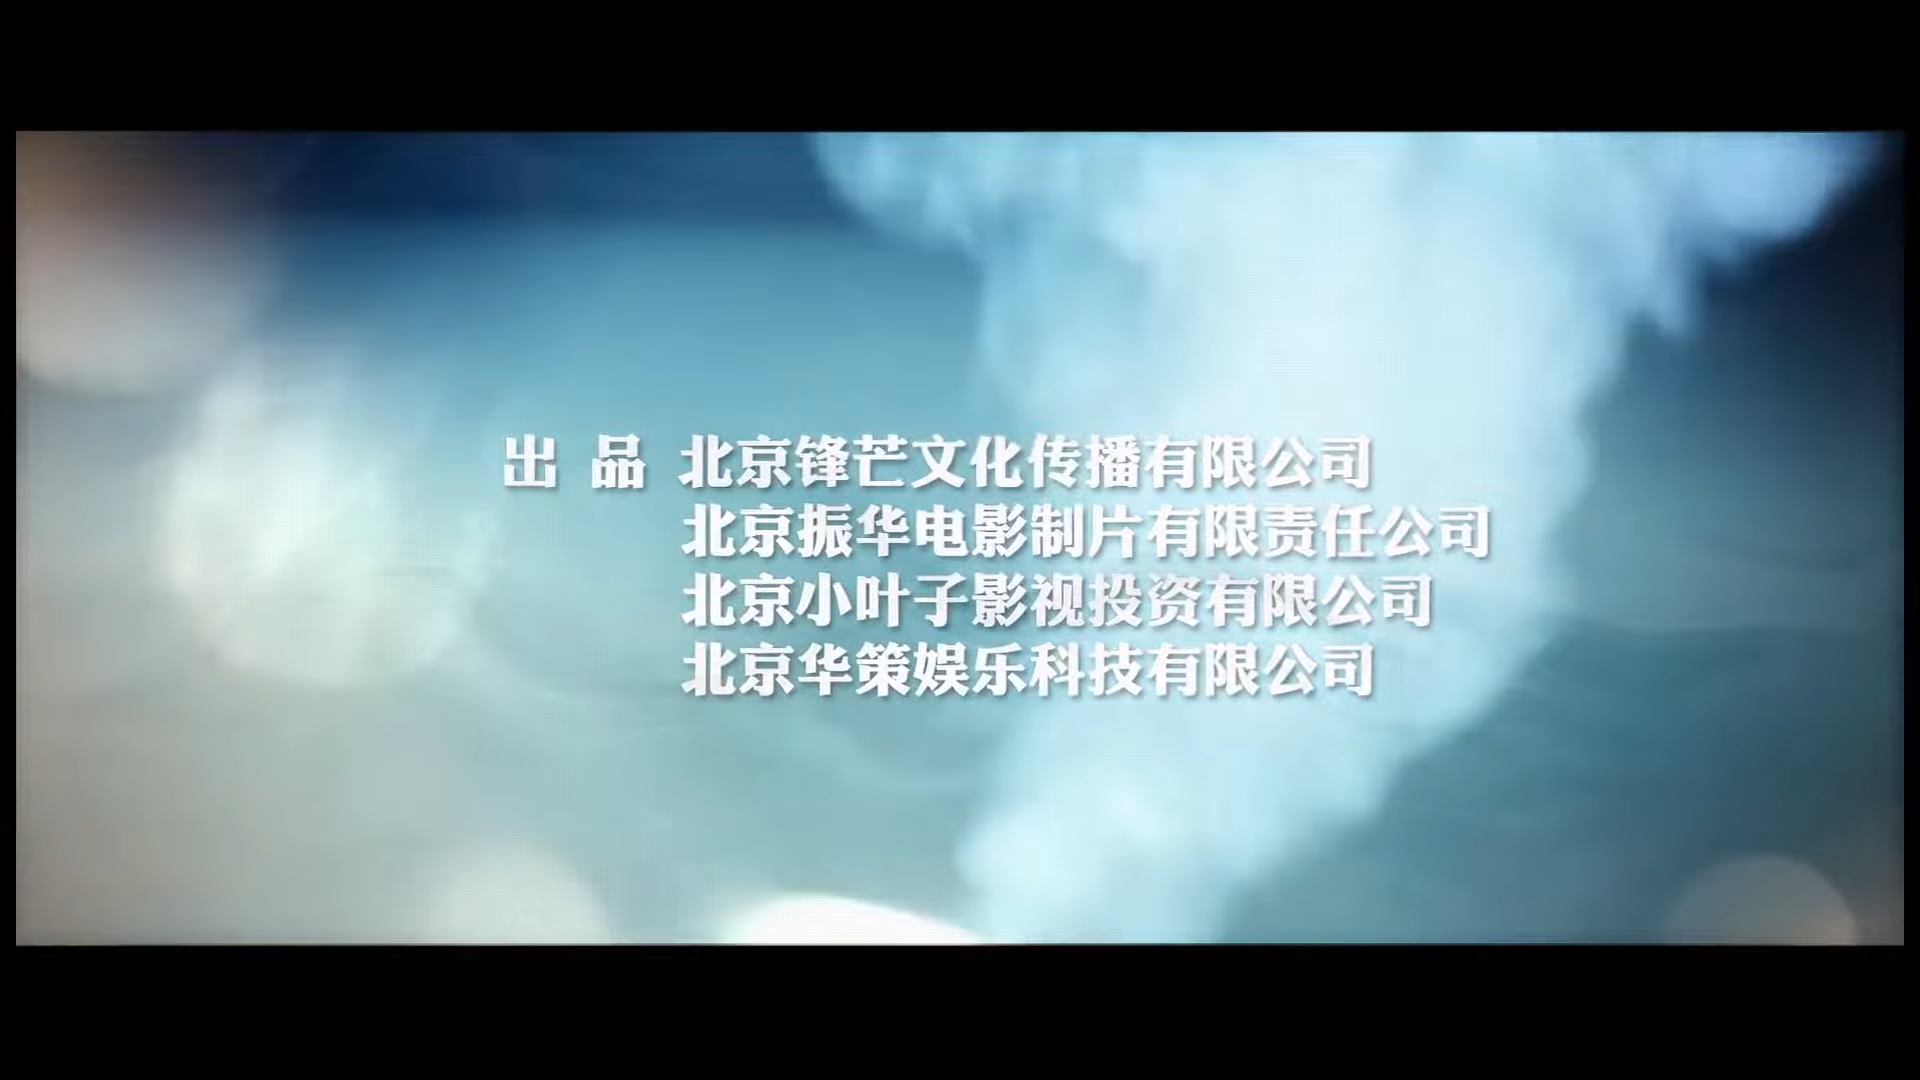 出 品 北京锋芒文化传播有限公司
北京振华电影制片有限责任公司
北京小叶子影视投资有限公司
北京华策娱乐科技有限公司